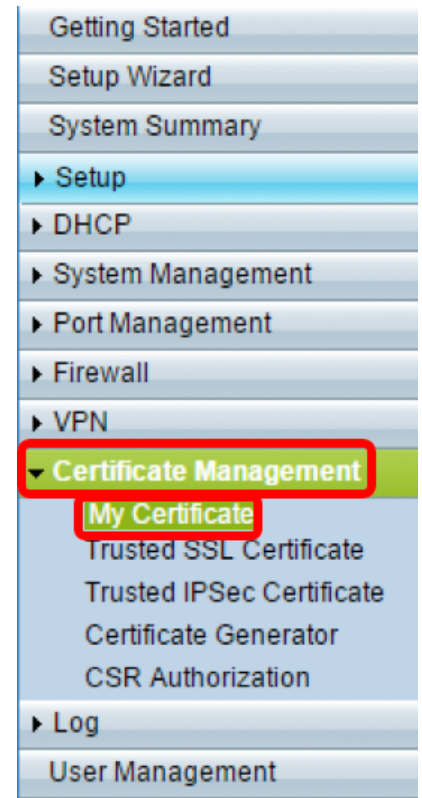 Getting Started
Setup Wizard
System Summary
Setup
DHCP
System Management
Port Management
Firewall
VPN
Certificate Management
My Certificate
Trusted SSL Certificate
Trusted IPSec Certificate
Certificate Generator
CSR Authorization
Log
User Management